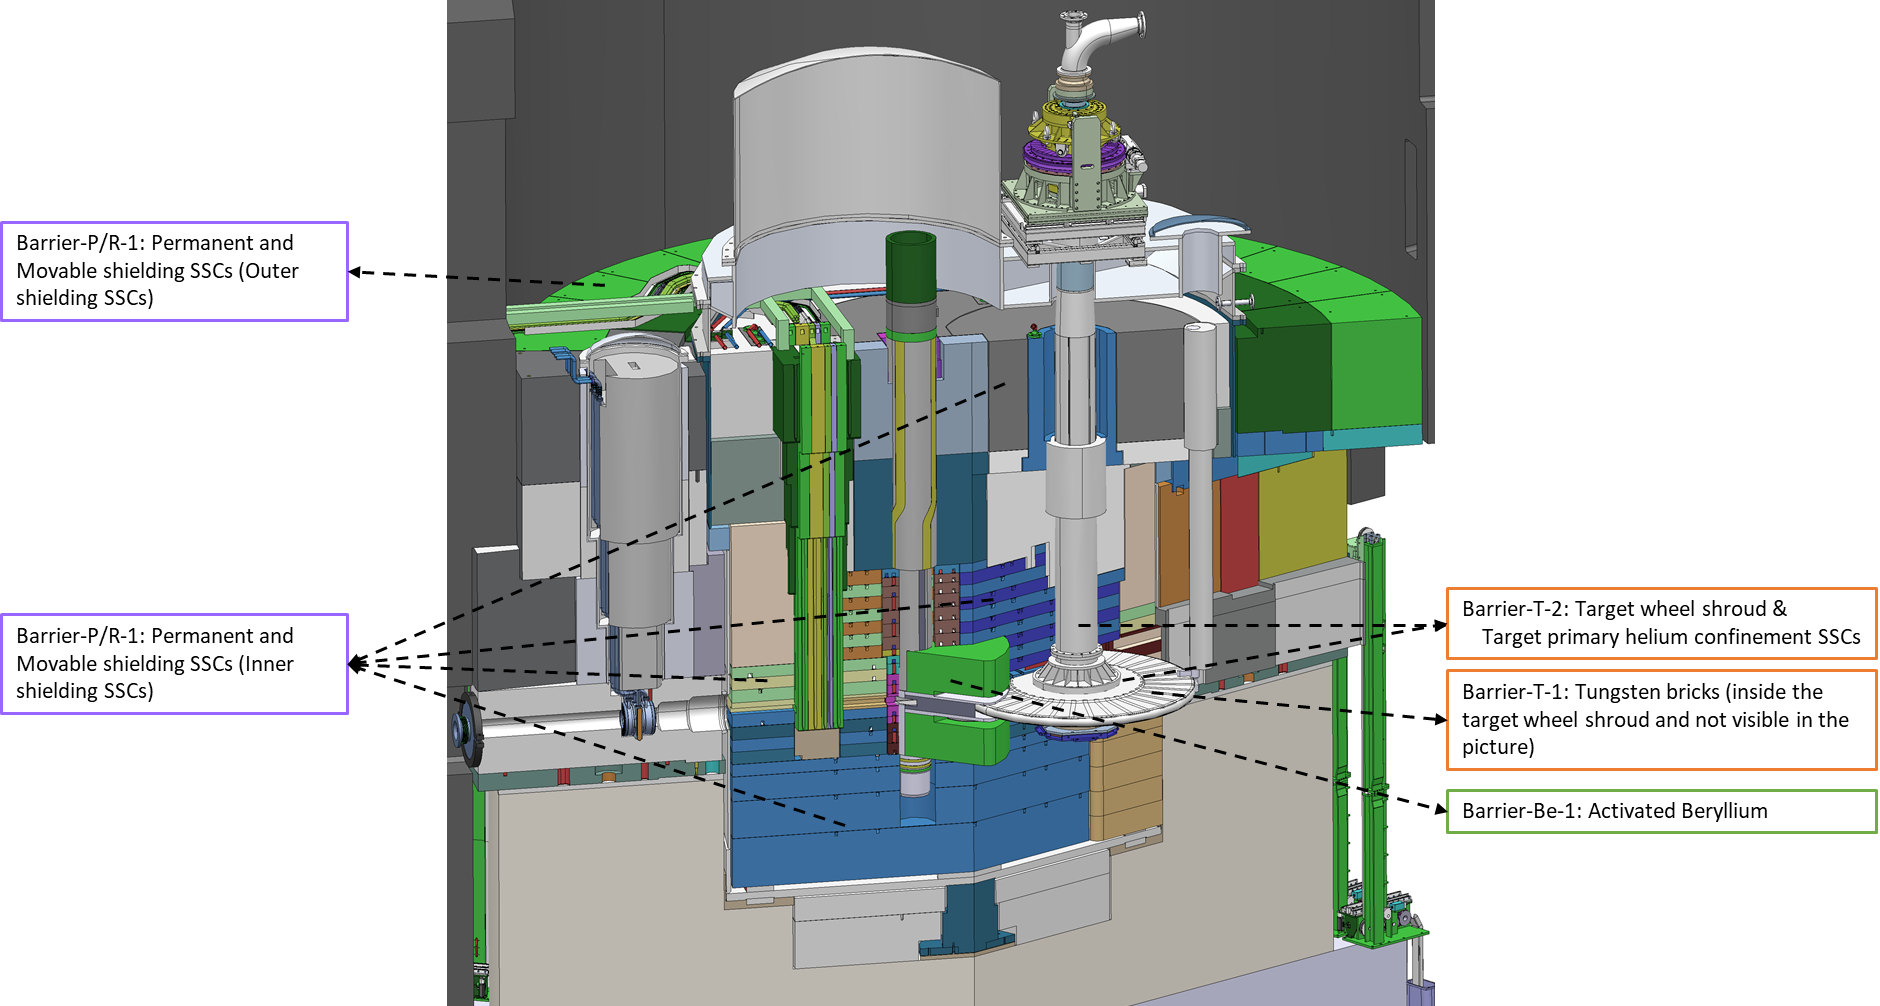 Barrier-P/R-1: Permanent and
Movable shielding SSCs (Outer
shielding SSCs)
Barrier-P/R-1: Permanent and
Movable shielding SSCs (Inner
shielding SSCs)
Barrier-T-2: Target wheel shroud &
Target primary helium confinement SSCs
Barrier-T-1: Tungsten bricks (inside the
target wheel shroud and not visible in the
picture)
Barrier-Be-1: Activated Beryllium